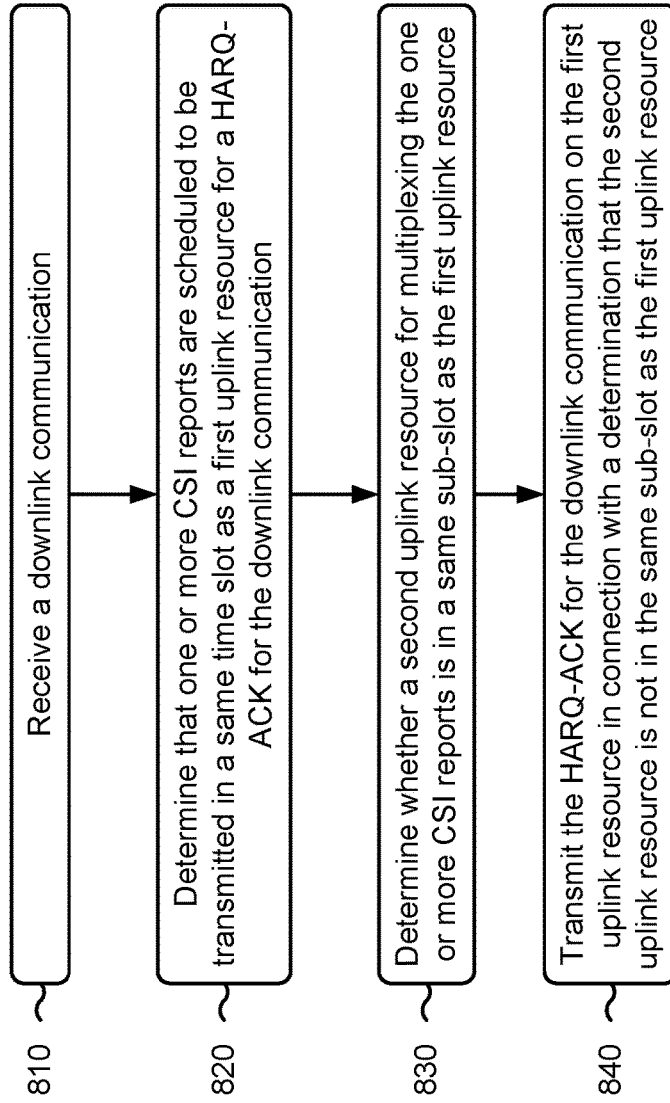 810
Receive a downlink communication
820
Determine that one or more CSI reports are scheduled to be
transmitted in a same time slot as a first uplink resource for a HARQ-
ACK for the downlink communication
830
Determine whether a second uplink resource for multiplexing the one
or more CSI reports is in a same sub-slot as the first uplink resource
840
Transmit the HARQ-ACK for the downlink communication on the first
uplink resource in connection with a determination that the second
uplink resource is not in the same sub-slot as the first uplink resource